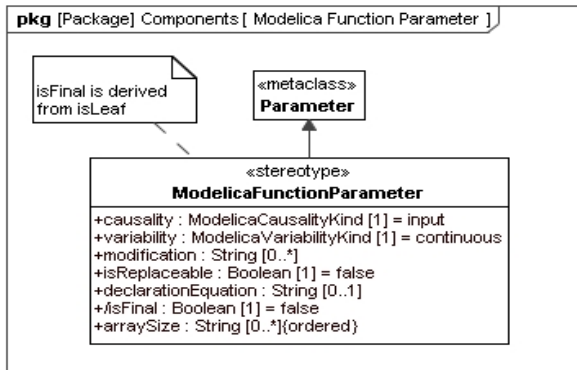 pkg [Package] Components [ Modelica Function Parameter ]
isFinal is derived
from isLeaf
«metaclass»
Parameter
«stereotype»
ModelicaFunctionParameter
+causality : ModelicaCausalityKind [1] = input
+variability : ModelicaVariabilityKind [1] = continuous
+modification : String [0..*]
+isReplaceable : Boolean [1] = false
+declarationEquation : String [0..1]
+/isFinal : Boolean [1] = false
+arraySize : String [0..*]{ordered}